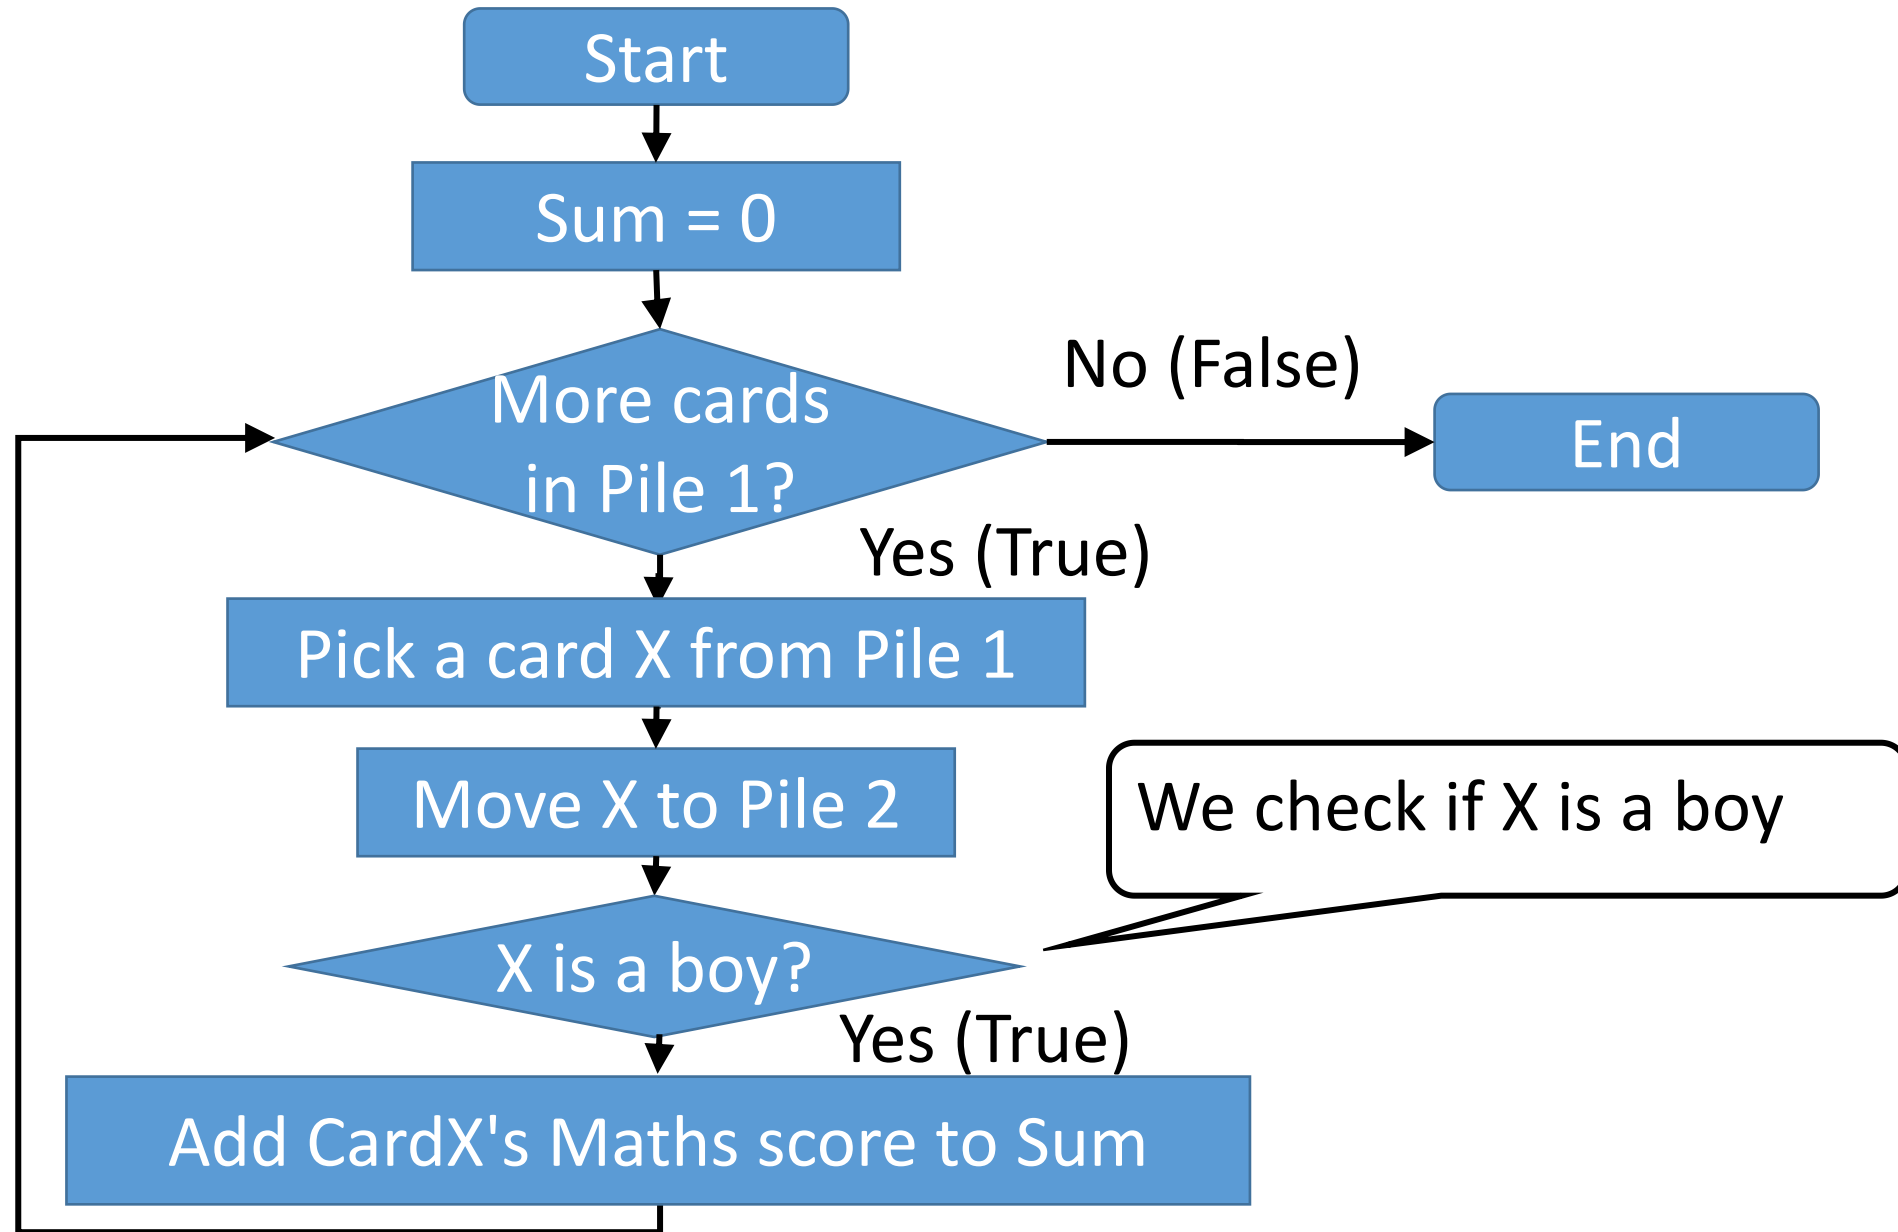 Start
Sum = 0
More cards
in Pile 1?
No (False)
End
Yes (True)
Pick a card X from Pile 1
Move X to Pile 2
We check if X is a boy
X is a boy?
Yes (True)
Add CardX's Maths score to Sum